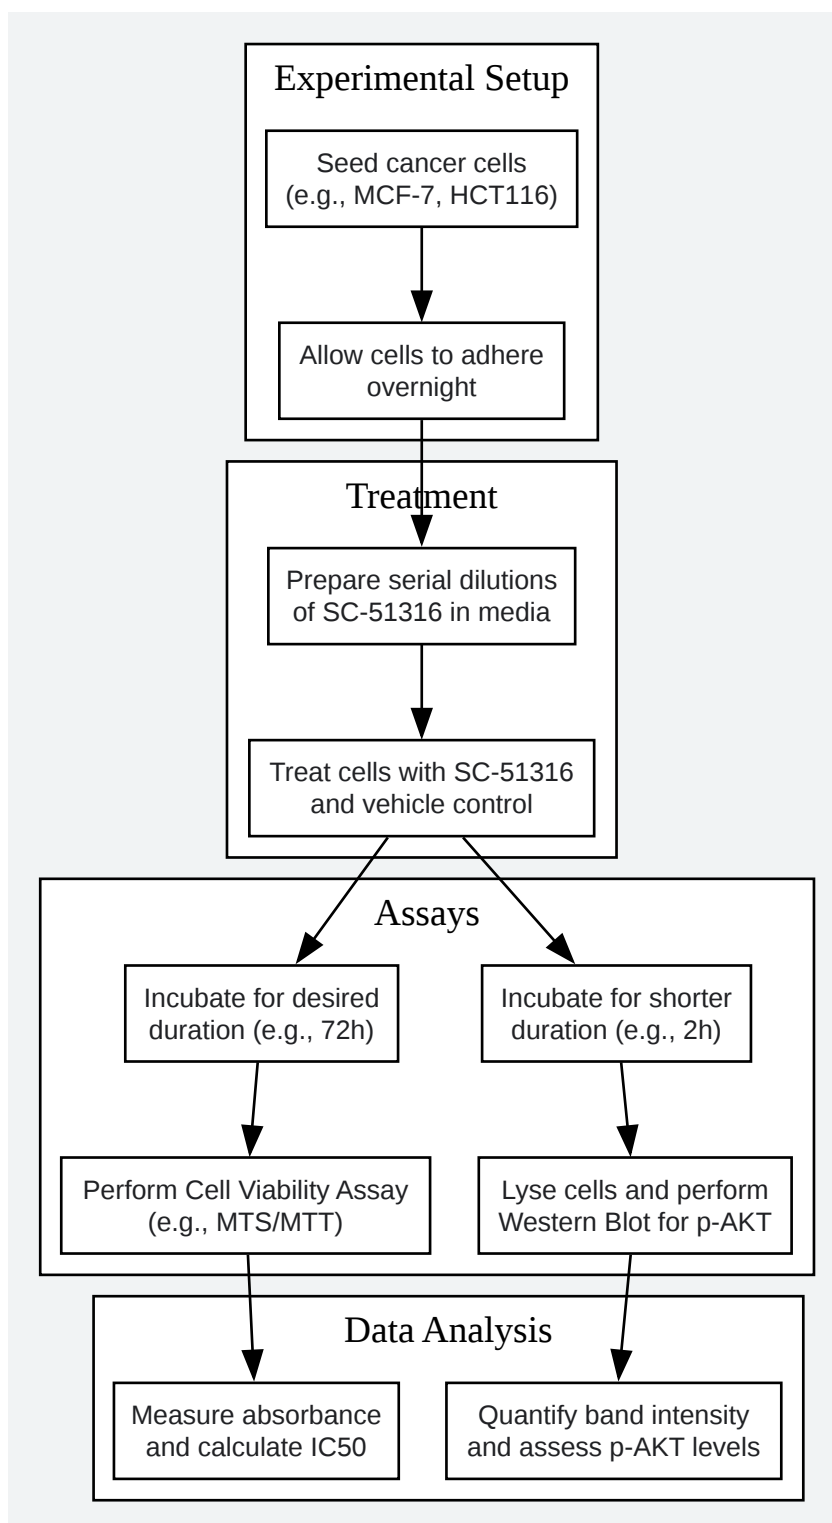 Experimental Setup
Seed cancer cells
(e.g., MCF-7, HCT116)
Allow cells to adhere
overnight
Treatment
Prepare serial dilutions
of SC-51316 in media
Treat cells with SC-51316
and vehicle control
Assays
Incubate for desired
duration (e.g., 72h)
Incubate for shorter
duration (e.g., 2h)
Perform Cell Viability Assay
(e.g., MTS/MTT)
Lyse cells and perform
Western Blot for p-AKT
Data Analysis
Measure absorbance
and calculate IC50
Quantify band intensity
and assess p-AKT levels